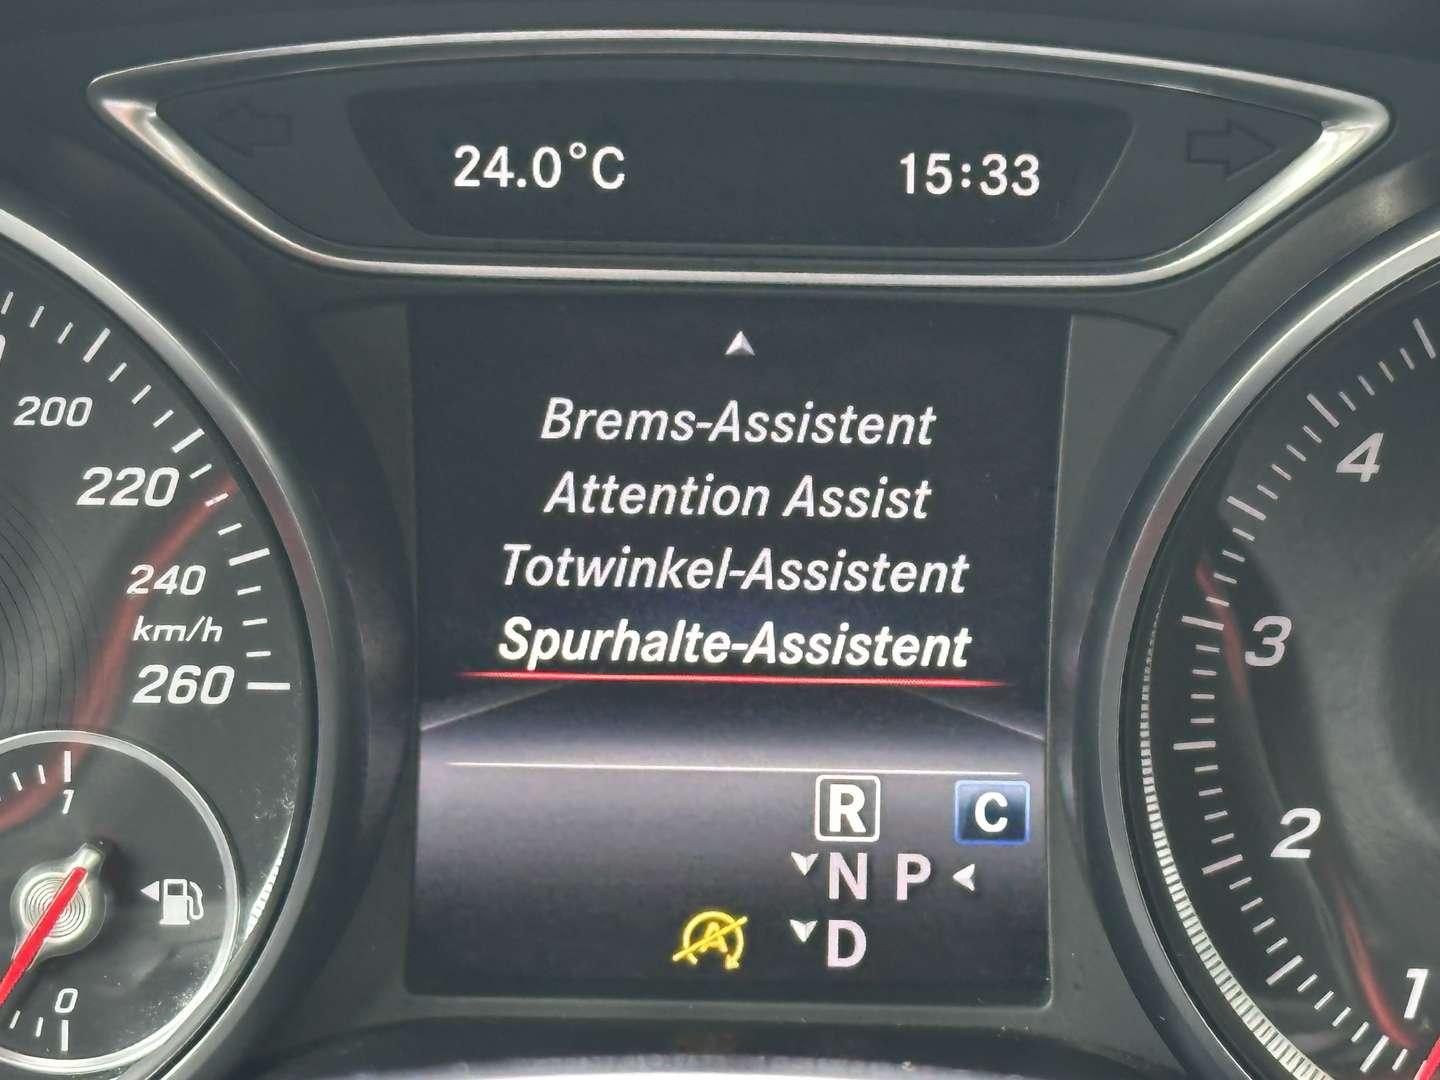 24.0°C 15:33
Brems-Assistent
Attention Assist
Totwinkel-Assistent
Spurhalte-Assistent
R C
N P
A D
200
220
240
km/h
260
1
0
4
3
2
1